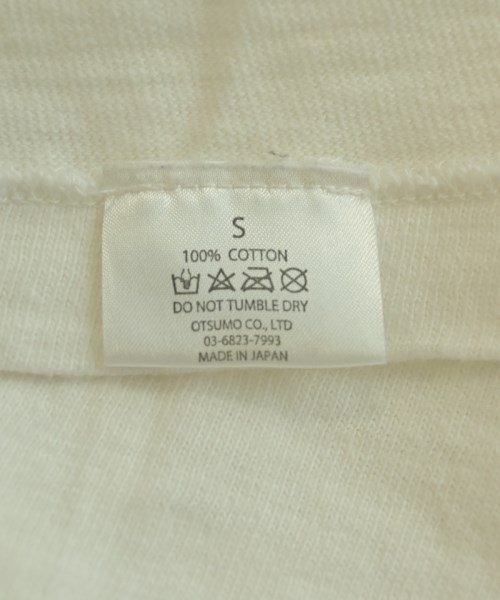 S
100% COTTON
DO NOT TUMBLE DRY
OTSUMO CO., LTD
03-6823-7993
MADE IN JAPAN